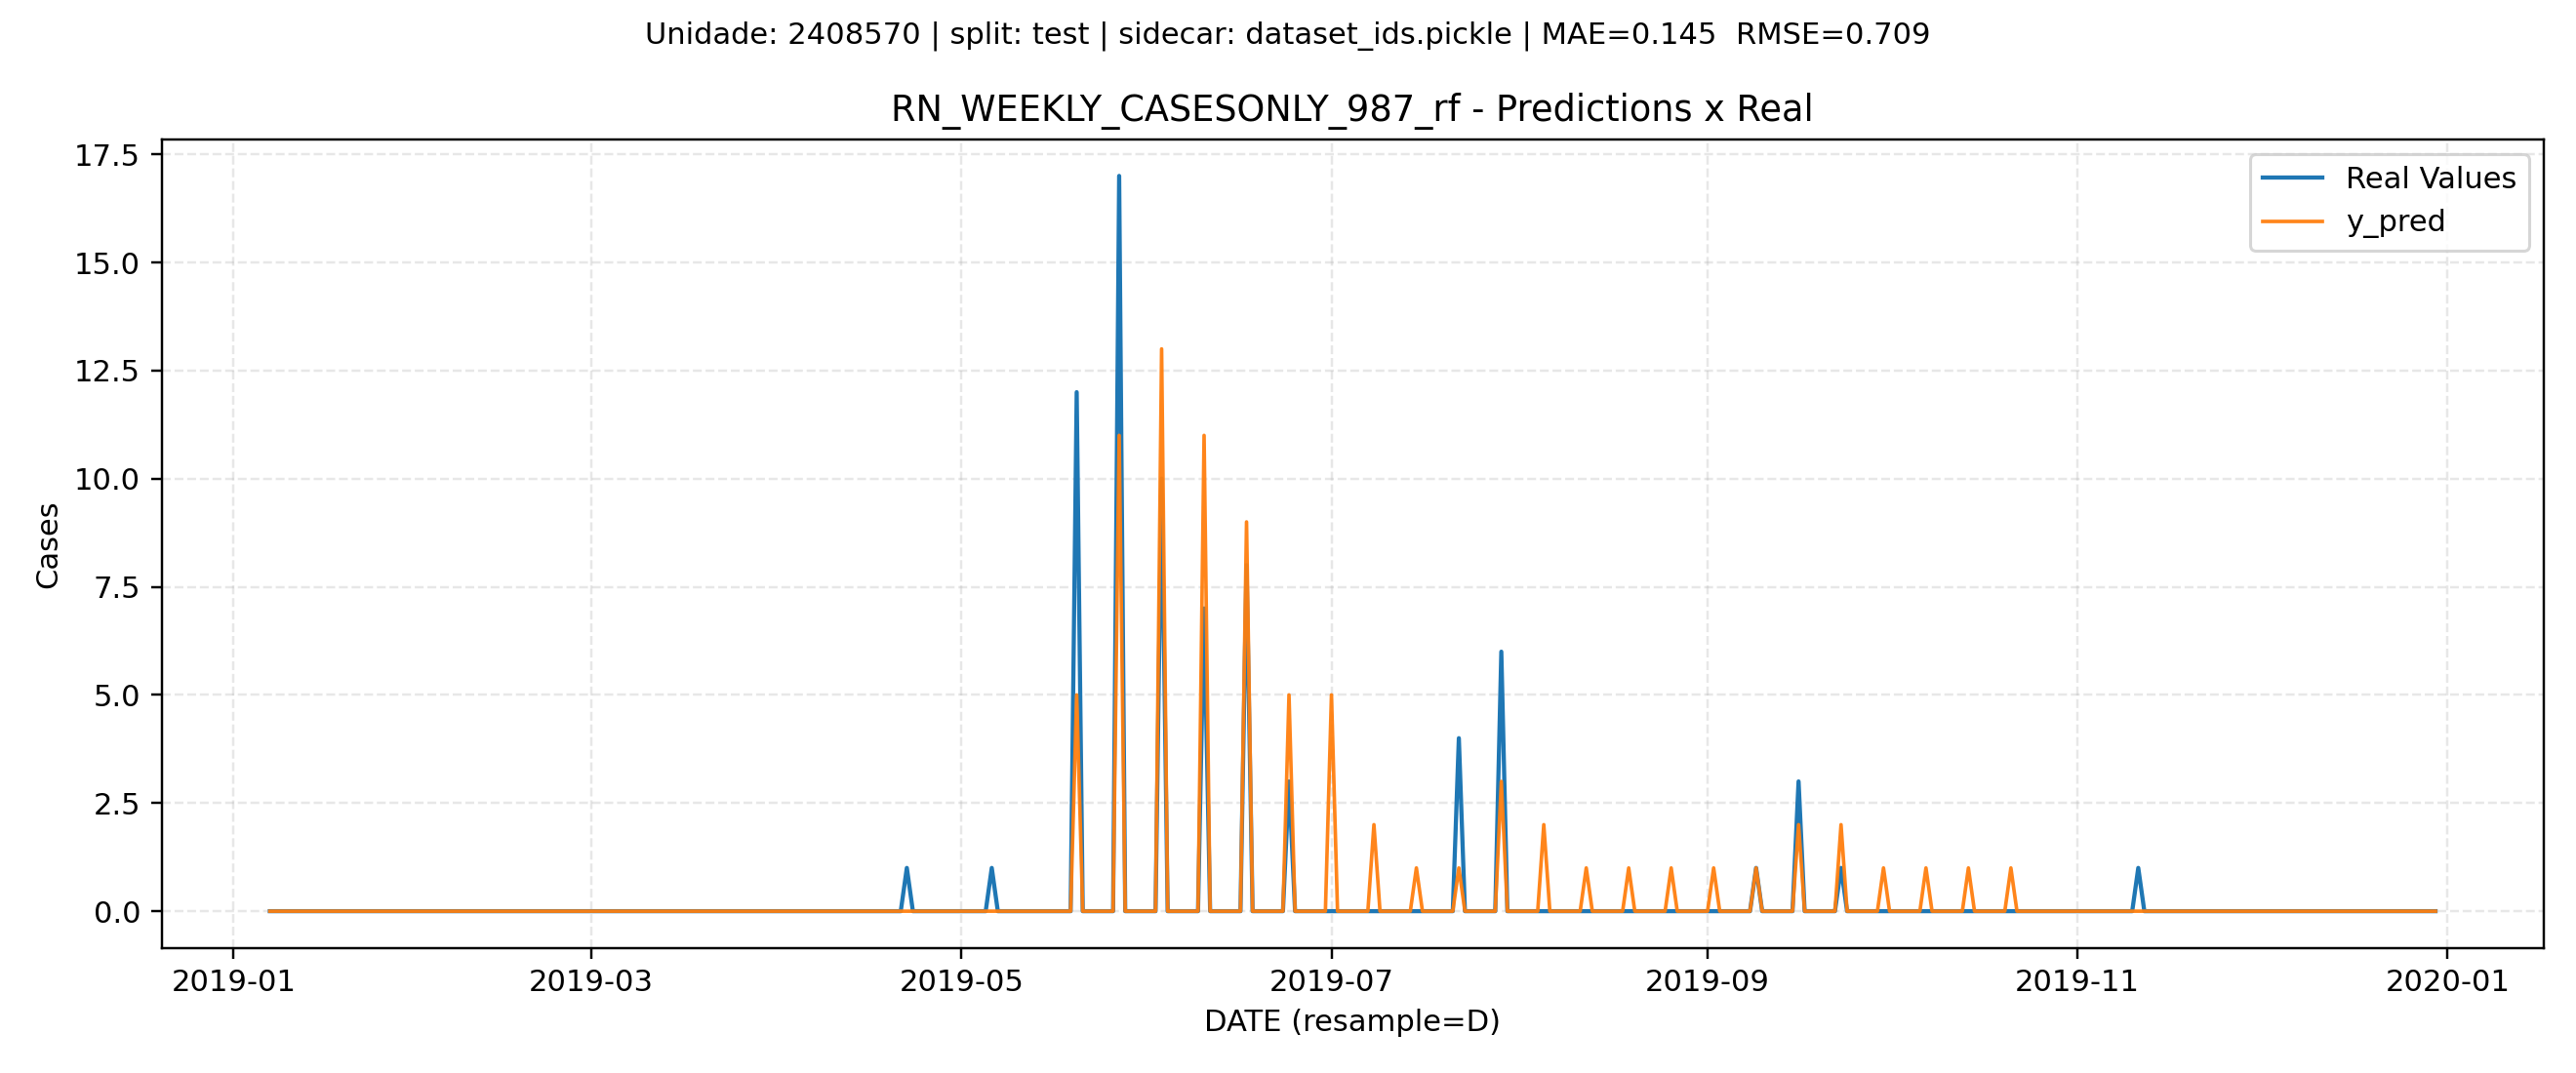 Unidade: 2408570 | split: test | sidecar: dataset_ids.pickle | MAE=0.145  RMSE=0.709
RN_WEEKLY_CASESONLY_987_rf - Predictions x Real
17.5
15.0
12.5
10.0
7.5
5.0
2.5
0.0
Cases
Real Values
y_pred
2019-01
2019-03
2019-05
2019-07
2019-09
2019-11
2020-01
DATE (resample=D)